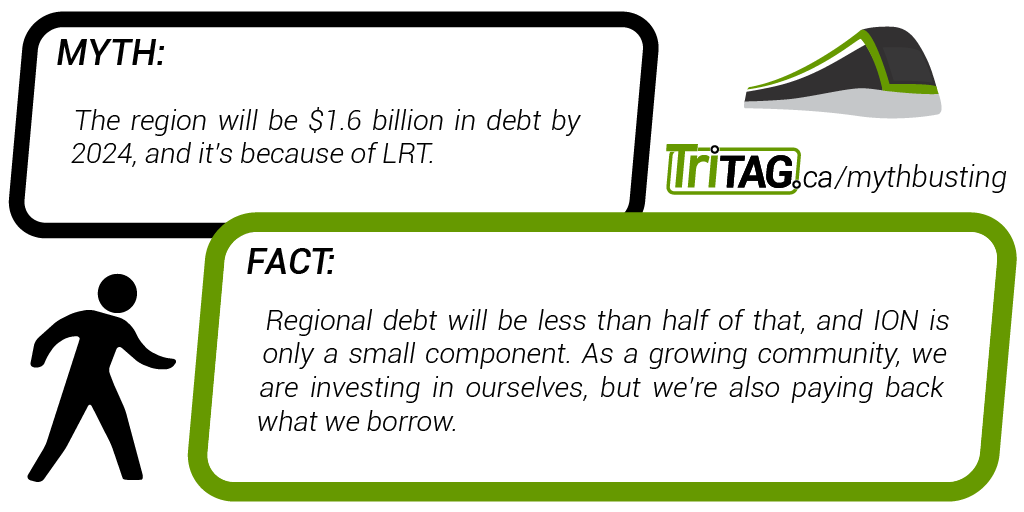 MYTH:
The region will be $1.6 billion in debt by
2024, and it's because of LRT.
TriTAG.ca/mythbusting
FACT:
Regional debt will be less than half of that, and ION is
only a small component. As a growing community, we
are investing in ourselves, but we're also paying back
what we borrow.